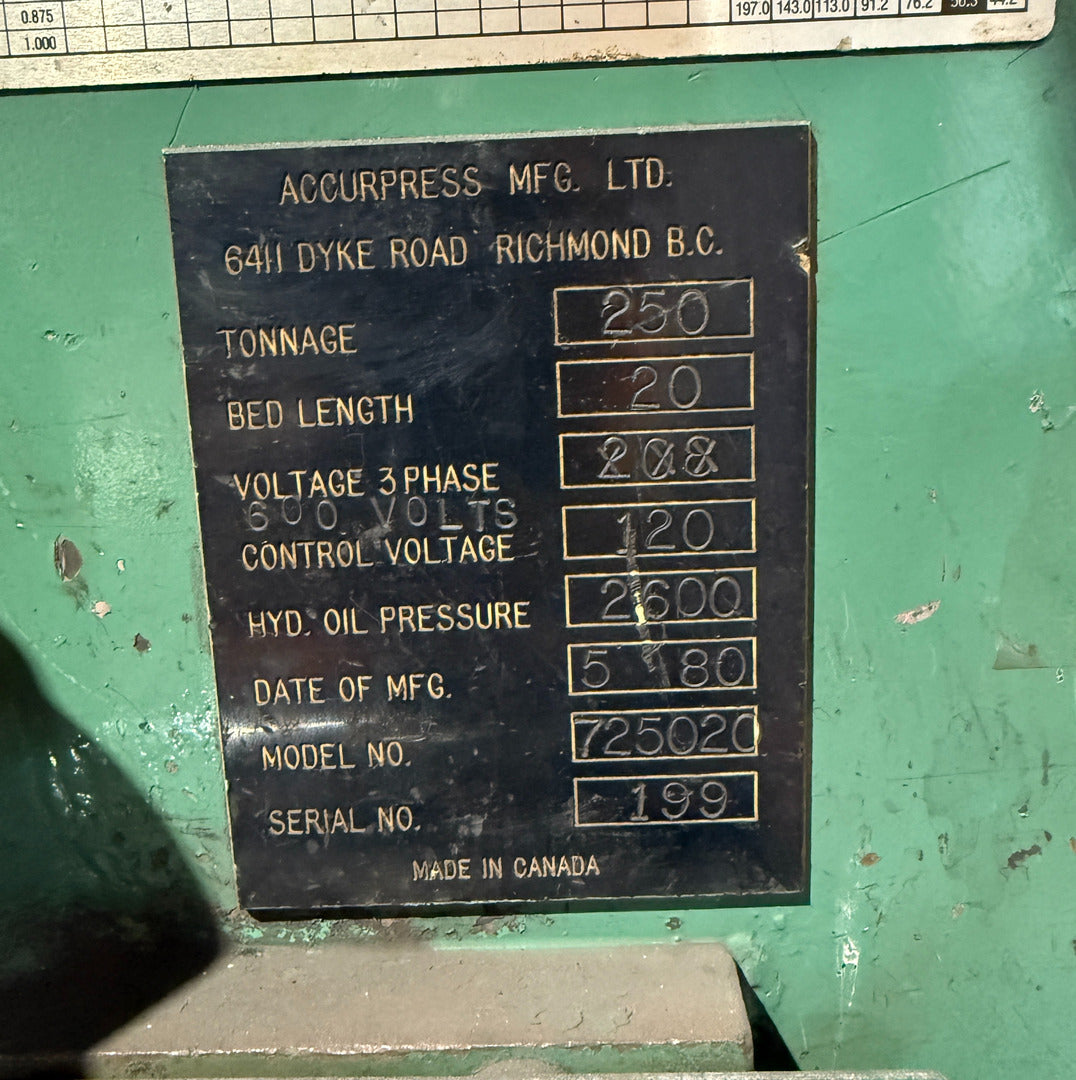 0.875
197.0 143.0 113.0 91.2 76.2
1.000
ACCURPRESS MFG. LTD.
6411 DYKE ROAD RICHMOND B.C.
TONNAGE 250
BED LENGTH 20
VOLTAGE 3 PHASE 208
600 VOLTS
CONTROL VOLTAGE 120
HYD. OIL PRESSURE 2600
DATE OF MFG. 5 80
MODEL NO. 725020
SERIAL NO. 199
MADE IN CANADA